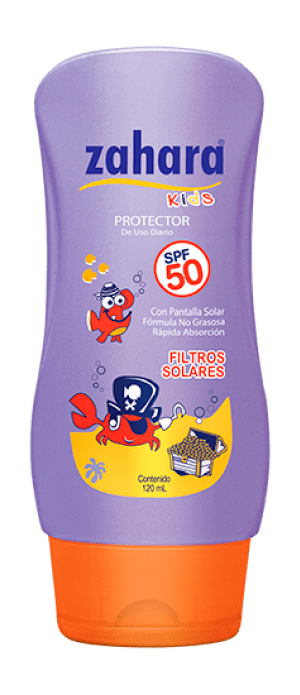 zahara®
Kids
PROTECTOR
De Uso Diario
SPF
50
Con Pantalla Solar
Fórmula No Grasosa
Rápida Absorción
FILTROS
SOLARES
Contenido
120 mL